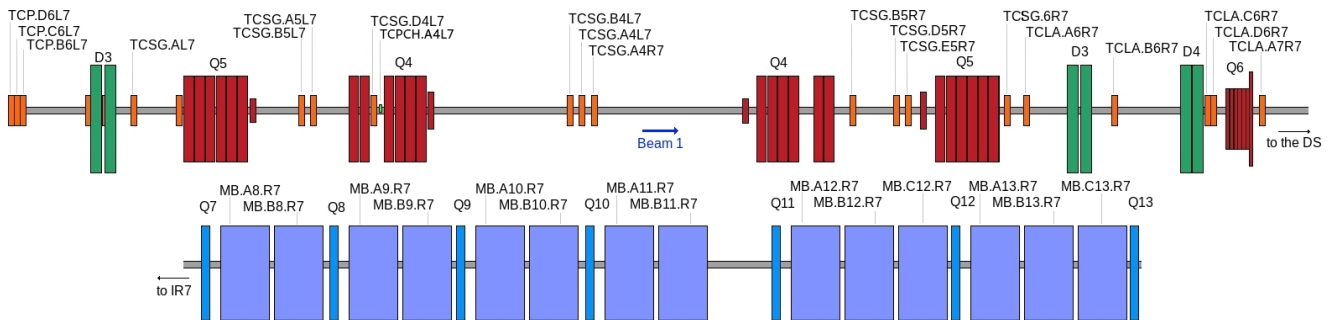 TCP.D6L7
TCP.C6L7
TCP.B6L7
D3
TCSG.AL7
Q5
TCSG.A5L7
TCSG.B5L7
TCSG.D4L7
TCPCH.A4L7
Q4
TCSG.B4L7
TCSG.A4L7
TCSG.A4R7
Beam 1
Q4
TCSG.B5R7
TCSG.D5R7
TCSG.E5R7
Q5
TCSG.6R7
TCLA.A6R7
D3
TCLA.B6R7
D4
TCLA.C6R7
TCLA.D6R7
TCLA.A7R7
Q6
to the DS
to IR7
Q7
MB.A8.R7
MB.B8.R7
Q8
MB.A9.R7
MB.B9.R7
Q9
MB.A10.R7
MB.B10.R7
Q10
MB.A11.R7
MB.B11.R7
Q11
MB.A12.R7
MB.B12.R7
MB.C12.R7
Q12
MB.A13.R7
MB.B13.R7
MB.C13.R7
Q13